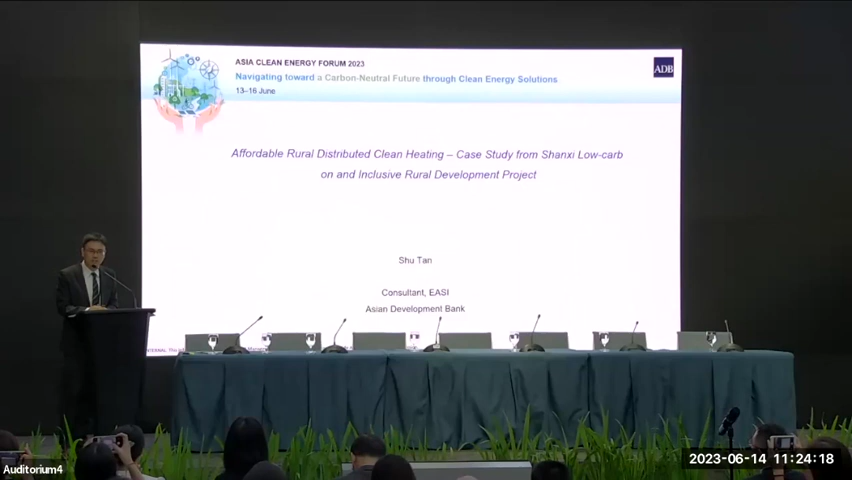 ASIA CLEAN ENERGY FORUM 2023
Navigating toward a Carbon-Neutral Future through Clean Energy Solutions
13–16 June
ADB
Affordable Rural Distributed Clean Heating – Case Study from Shanxi Low-carb
on and Inclusive Rural Development Project
Shu Tan
Consultant, EASI
Asian Development Bank
Auditorium4
2023-06-14 11:24:18